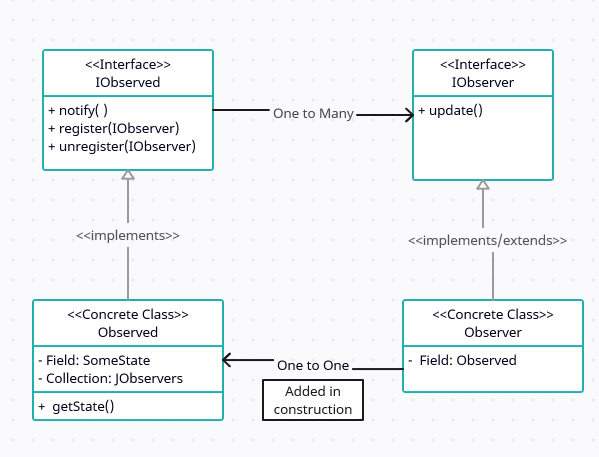 <<Interface>>
IObserved
+ notify( )
+ register(IObserver)
+ unregister(IObserver)
One to Many
<<Interface>>
IObserver
+ update()
<<implements>>
<<implements/extends>>
<<Concrete Class>>
Observed
- Field: SomeState
- Collection: JObservers
+ getState()
One to One
Added in
construction
<<Concrete Class>>
Observer
- Field: Observed